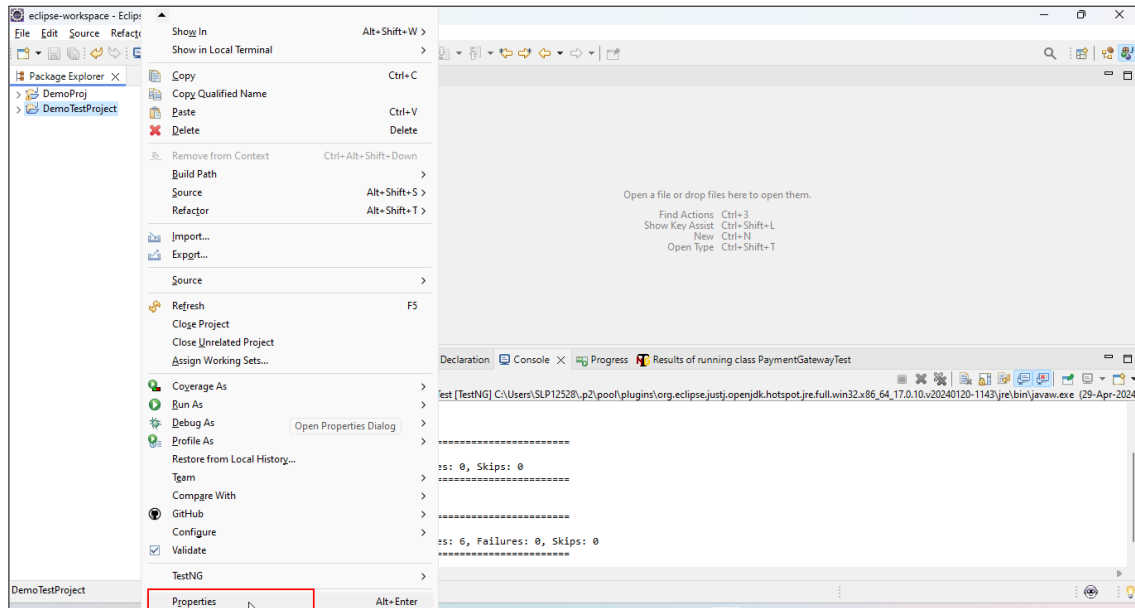 eclipse-workspace - Eclips
File Edit Source Refacto
Package Explorer
DemoProj
DemoTestProject
Show In Alt+Shift+W >
Show in Local Terminal >
Copy Ctrl+C
Copy Qualified Name
Paste Ctrl+V
Delete Delete
Remove from Context Ctrl+Alt+Shift+Down
Build Path >
Source Alt+Shift+S >
Refactor Alt+Shift+T >
Import...
Export...
Source >
Refresh F5
Close Project
Close Unrelated Project
Assign Working Sets...
Coverage As >
Run As >
Debug As >
Open Properties Dialog
Profile As >
Restore from Local History...
Team >
Compare With >
GitHub >
Configure >
Validate
TestNG >
Properties Alt+Enter
Open a file or drop files here to open them.
Find Actions Ctrl+3
Show Key Assist Ctrl+Shift+L
New Ctrl+N
Open Type Ctrl+Shift+T
Declaration Console Progress Results of running class PaymentGatewayTest
Test [TestNG] C:\Users\SLP12528\.p2\pool\plugins\org.eclipse.justj.openjdk.hotspot.jre.full.win32.x86_64_17.0.10.v20240120-1143\jre\bin\javaw.exe (29-Apr-2024
========================
es: 0, Skips: 0
========================
========================
es: 6, Failures: 0, Skips: 0
========================
DemoTestProject